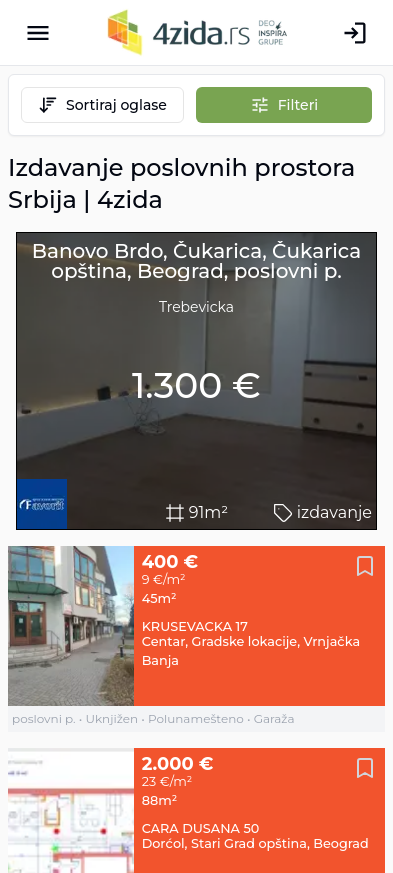 4zida.rs DEO
INSPIRA
GRUPE
Sortiraj oglase
Filteri
Izdavanje poslovnih prostora
Srbija | 4zida
Banovo Brdo, Čukarica, Čukarica
opština, Beograd, poslovni p.
Trebevicka
1.300 €
Favorit
91m²
izdavanje
400 €
9 €/m²
45m²
KRUSEVACKA 17
Centar, Gradske lokacije, Vrnjačka
Banja
poslovni p. • Uknjižen • Polunamešteno • Garaža
2.000 €
23 €/m²
88m²
CARA DUSANA 50
Dorćol, Stari Grad opština, Beograd